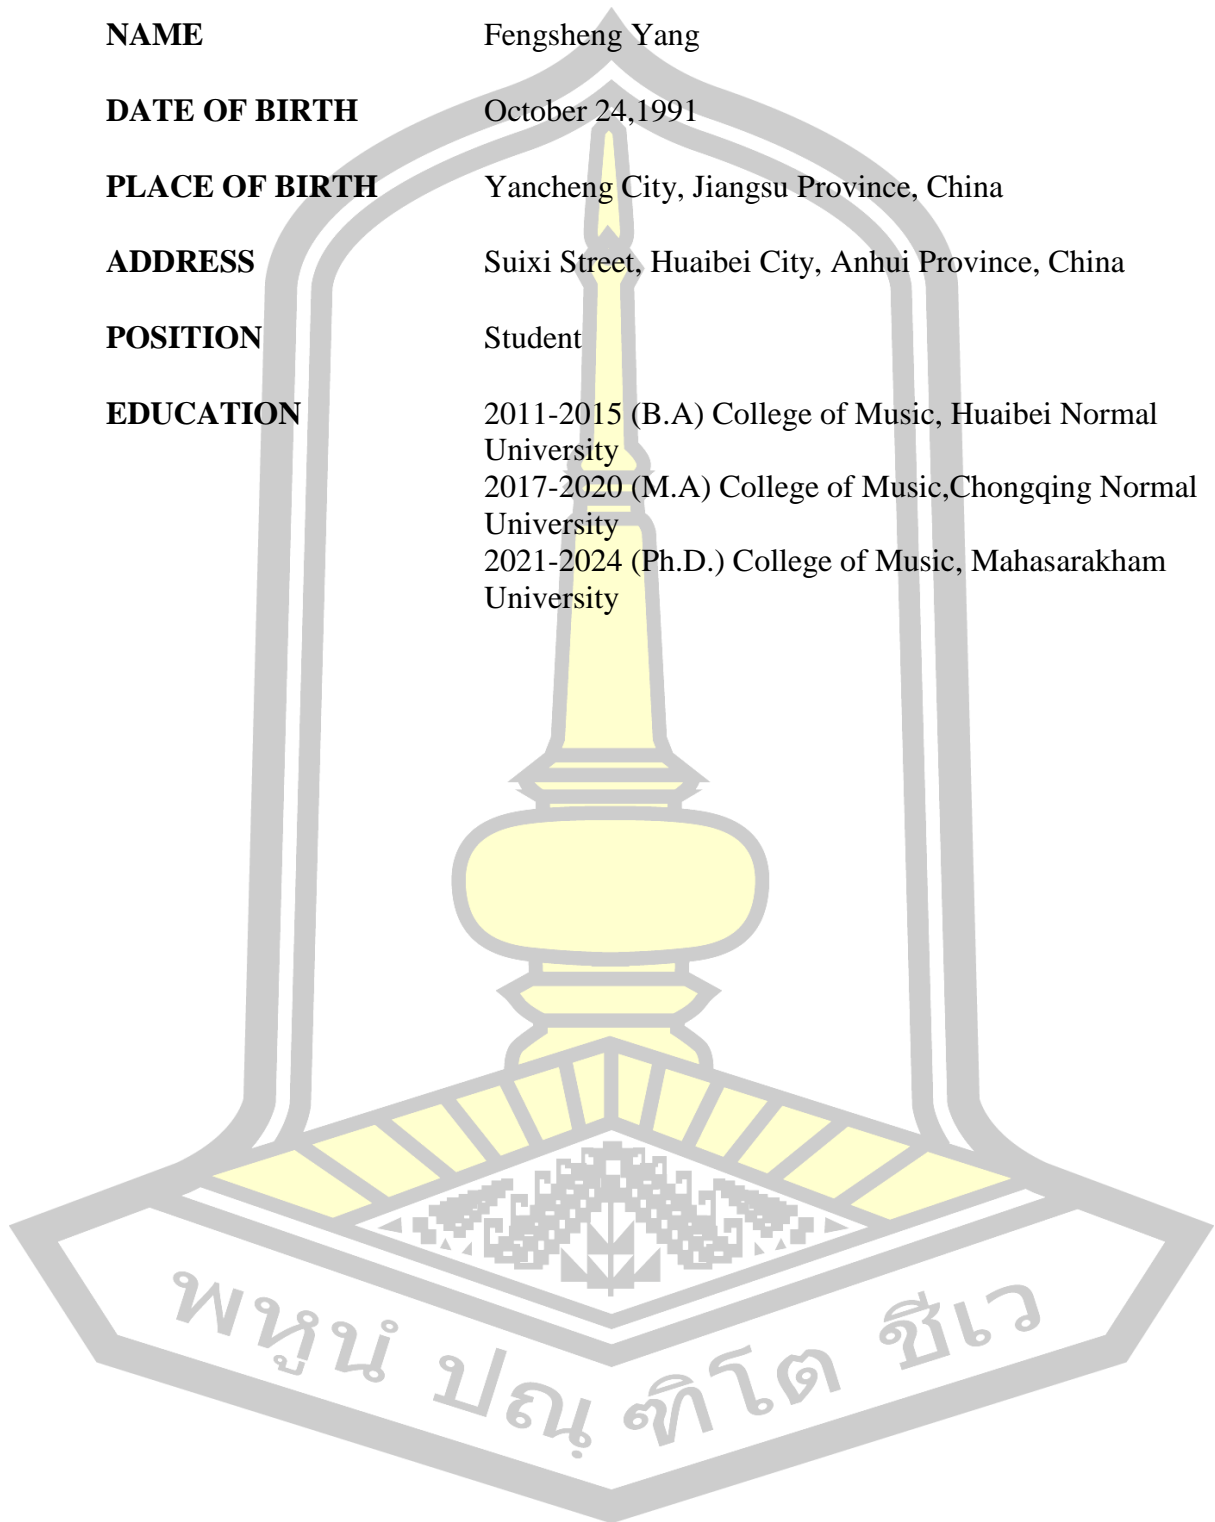 NAME Fengsheng Yang
DATE OF BIRTH October 24,1991
PLACE OF BIRTH Yancheng City, Jiangsu Province, China
ADDRESS Suixi Street, Huaibei City, Anhui Province, China
POSITION Student
EDUCATION 2011-2015 (B.A) College of Music, Huaibei Normal
University
2017-2020 (M.A) College of Music,Chongqing Normal
University
2021-2024 (Ph.D.) College of Music, Mahasarakham
University
พหูนํ ปณฺฑิโต ชีเว